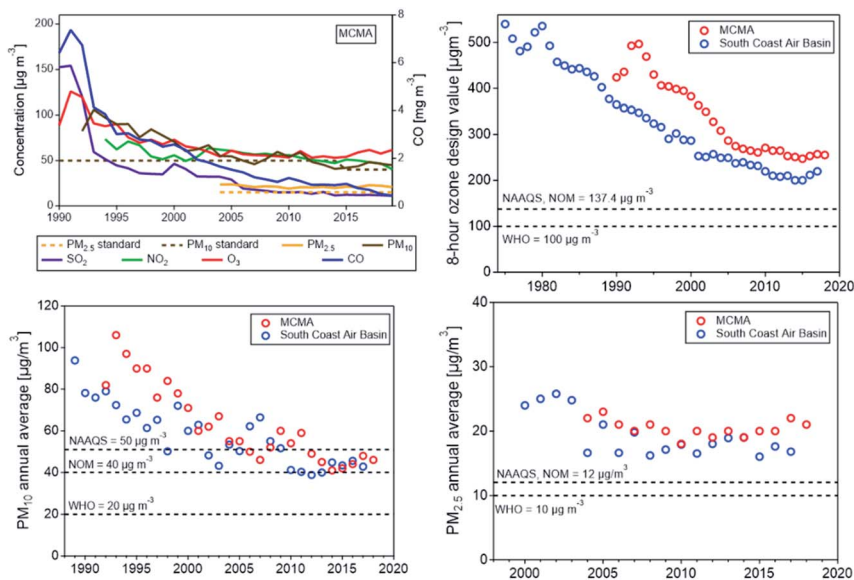 MCMA
Concentration [µg m-3]
CO [mg m-3]
200
150
100
50
0
8
6
4
2
0
1990 1995 2000 2005 2010 2015
PM2.5 standard PM10 standard PM2.5 PM10
SO2 NO2 O3 CO
MCMA
South Coast Air Basin
8-hour ozone design value [µgm-3]
500
400
300
200
100
0
NAAQS, NOM = 137.4 µg m-3
WHO = 100 µg m-3
1980 1990 2000 2010 2020
MCMA
South Coast Air Basin
PM10 annual average [µg/m3]
120
100
80
60
40
20
0
NAAQS = 50 µg m-3
NOM = 40 µg m-3
WHO = 20 µg m-3
1990 1995 2000 2005 2010 2015 2020
MCMA
South Coast Air Basin
PM2.5 annual average [µg/m3]
40
30
20
10
0
NAAQS, NOM = 12 µg/m3
WHO = 10 µg m-3
2000 2005 2010 2015 2020